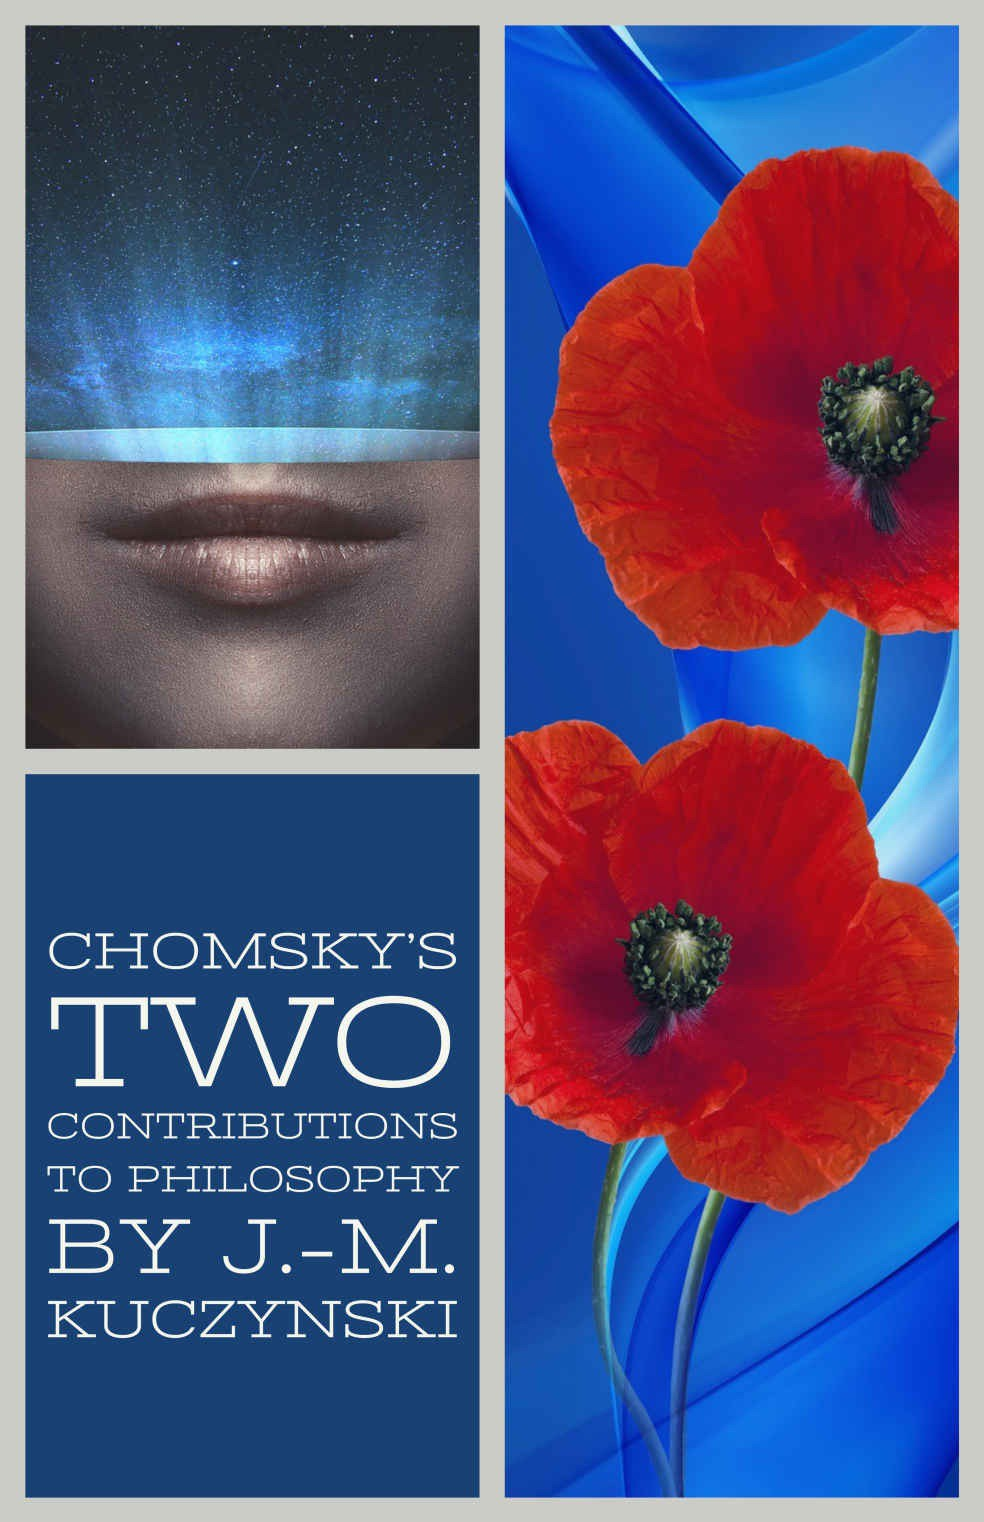 CHOMSKY'S
TWO
CONTRIBUTIONS
TO PHILOSOPHY
BY J.-M.
KUCZYNSKI